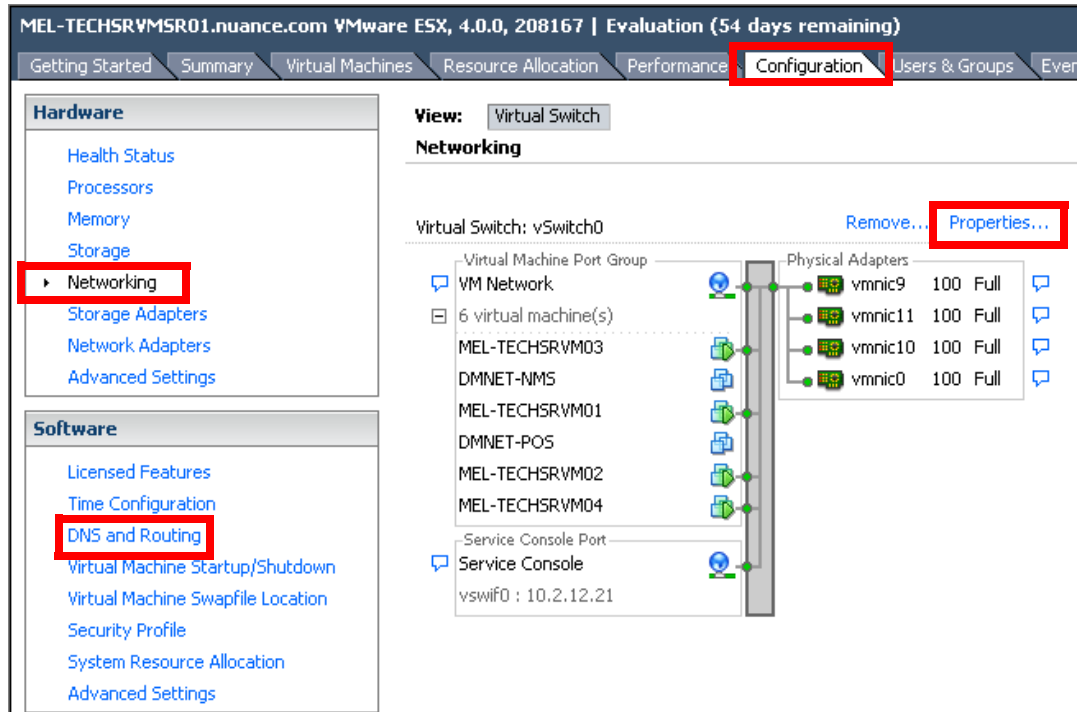 MEL-TECHSRVMSR01.nuance.com VMware ESX, 4.0.0, 208167 | Evaluation (54 days remaining)
Getting Started Summary Virtual Machines Resource Allocation Performance Configuration Users & Groups Even
Hardware
Health Status
Processors
Memory
Storage
Networking
Storage Adapters
Network Adapters
Advanced Settings
Software
Licensed Features
Time Configuration
DNS and Routing
Virtual Machine Startup/Shutdown
Virtual Machine Swapfile Location
Security Profile
System Resource Allocation
Advanced Settings
View: Virtual Switch
Networking
Virtual Switch: vSwitch0 Remove... Properties...
Virtual Machine Port Group
VM Network
6 virtual machine(s)
MEL-TECHSRVM03
DMNET-NMS
MEL-TECHSRVM01
DMNET-POS
MEL-TECHSRVM02
MEL-TECHSRVM04
Service Console Port
Service Console
vswif0 : 10.2.12.21
Physical Adapters
vmnic9 100 Full
vmnic11 100 Full
vmnic10 100 Full
vmnic0 100 Full